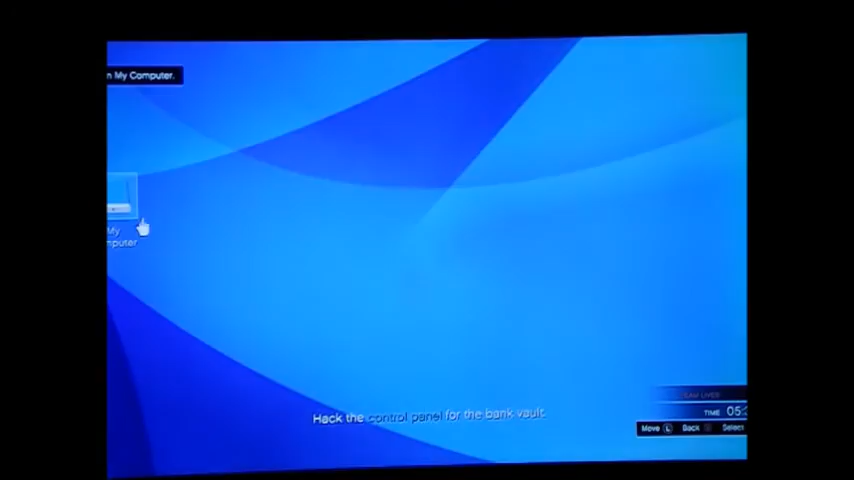 n My Computer.
My
mputer
Hack the control panel for the bank vault.
TIME 05:
Move L Back Select